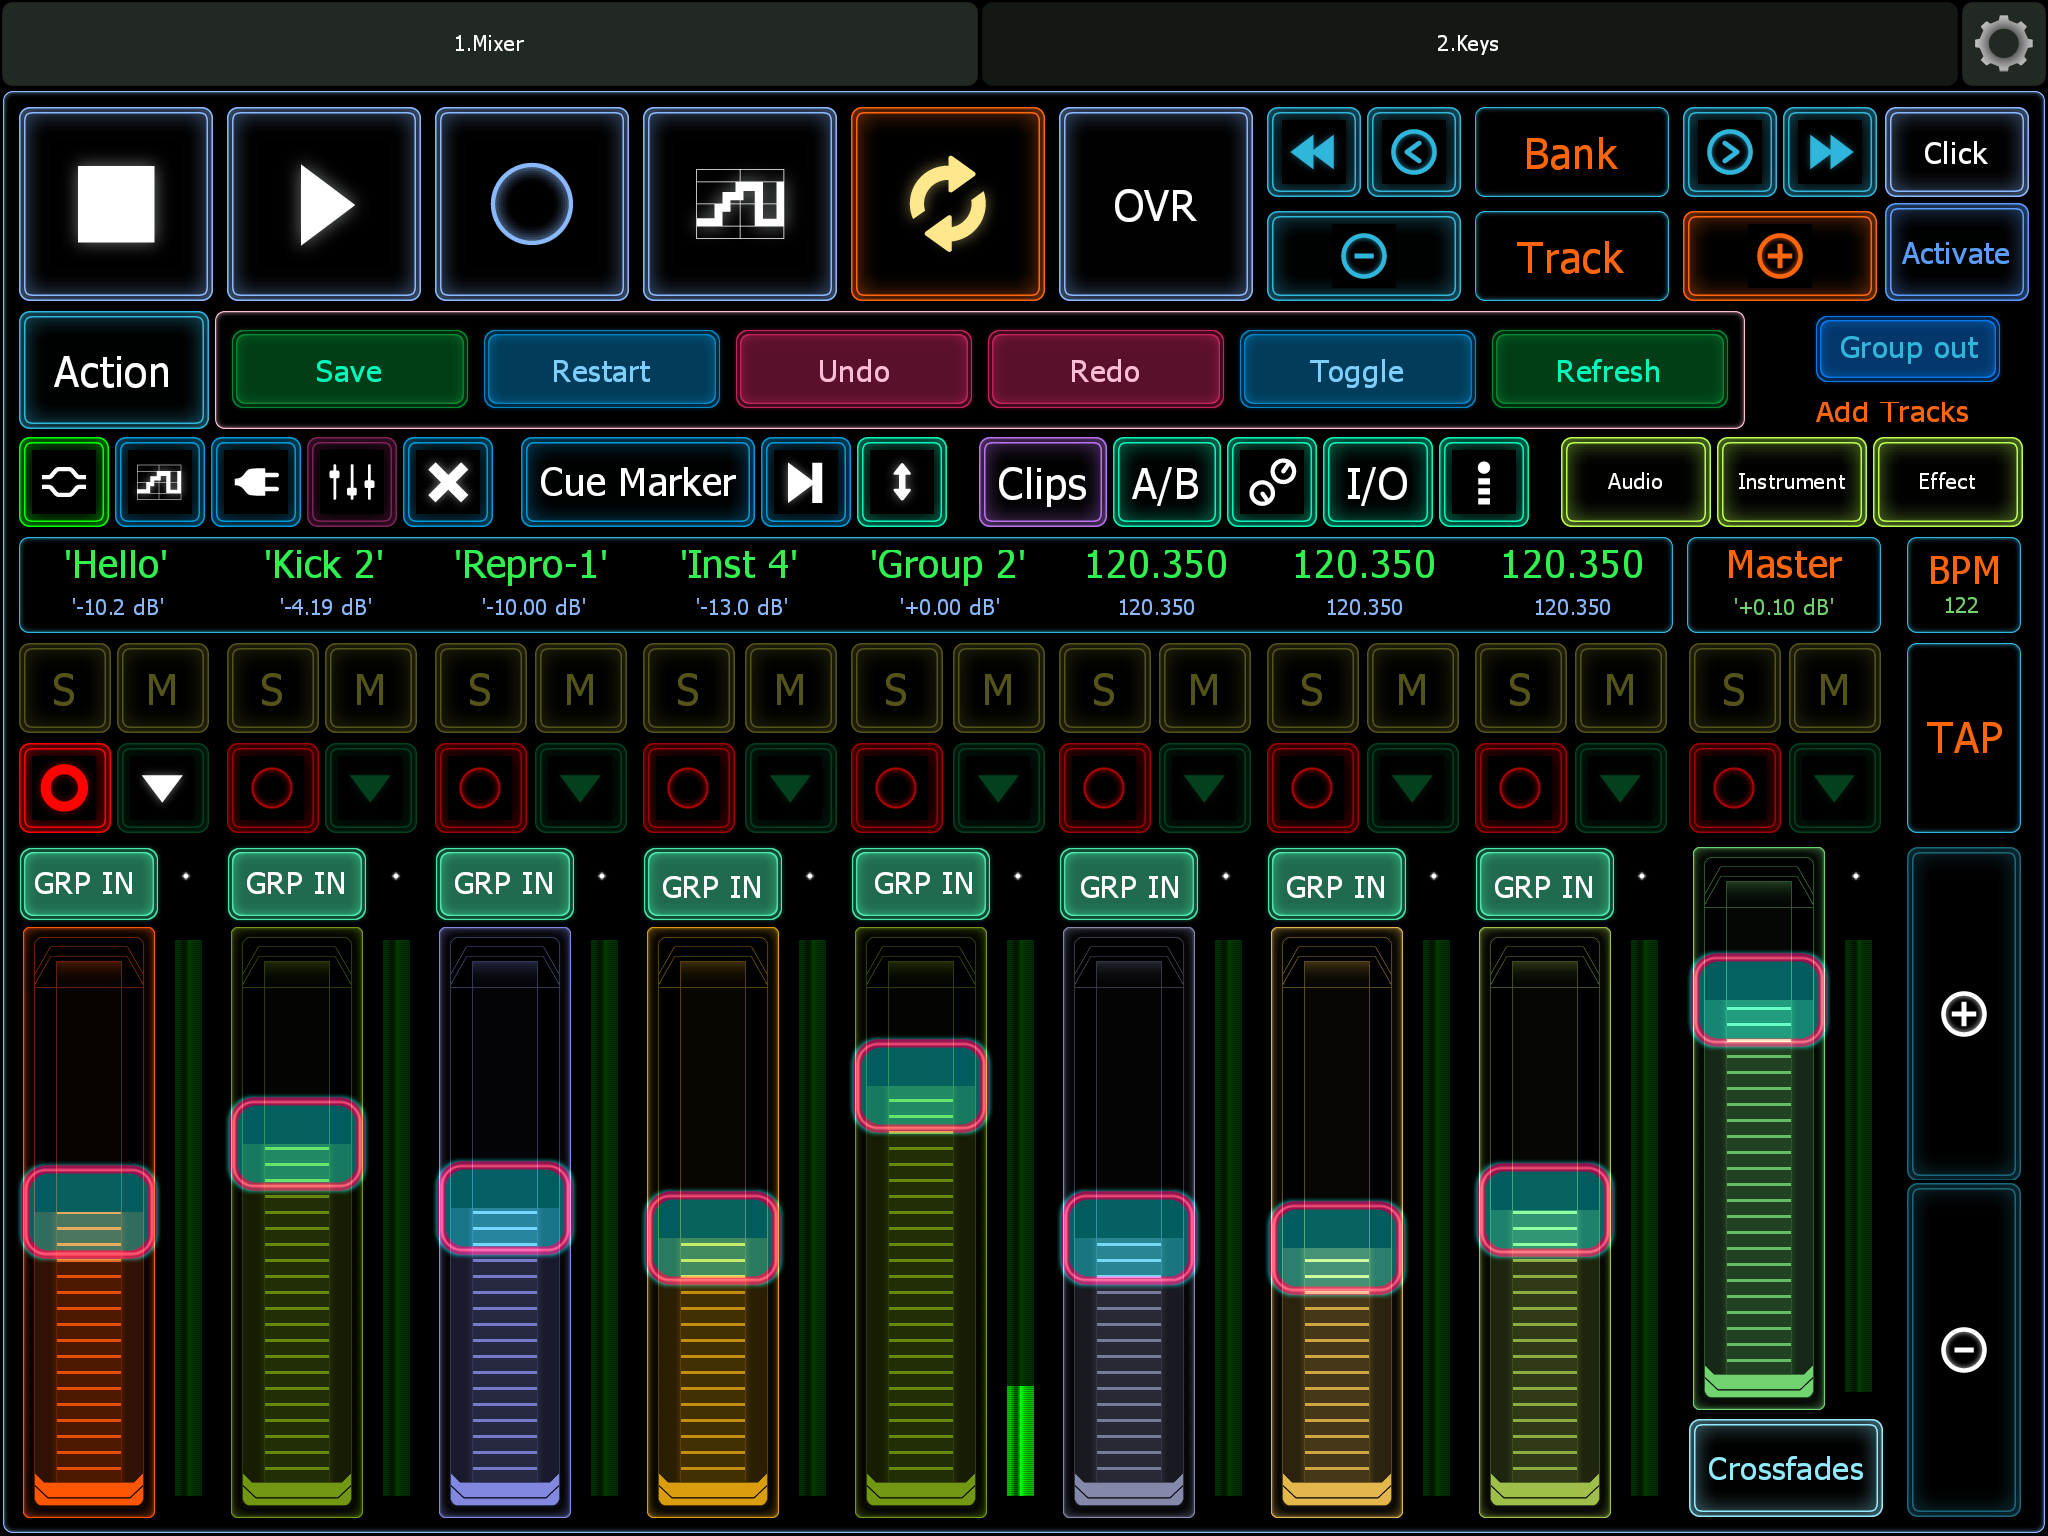 1.Mixer 2.Keys
OVR Bank Click
Track Activate
Action Save Restart Undo Redo Toggle Refresh Group out
Add Tracks
Cue Marker Clips A/B I/O Audio Instrument Effect
'Hello' 'Kick 2' 'Repro-1' 'Inst 4' 'Group 2' 120.350 120.350 120.350 Master BPM
'-10.2 dB' '-4.19 dB' '-10.00 dB' '-13.0 dB' '+0.00 dB' 120.350 120.350 120.350 '+0.10 dB' 122
S M S M S M S M S M S M S M S M S M
TAP
GRP IN GRP IN GRP IN GRP IN GRP IN GRP IN GRP IN GRP IN
Crossfades